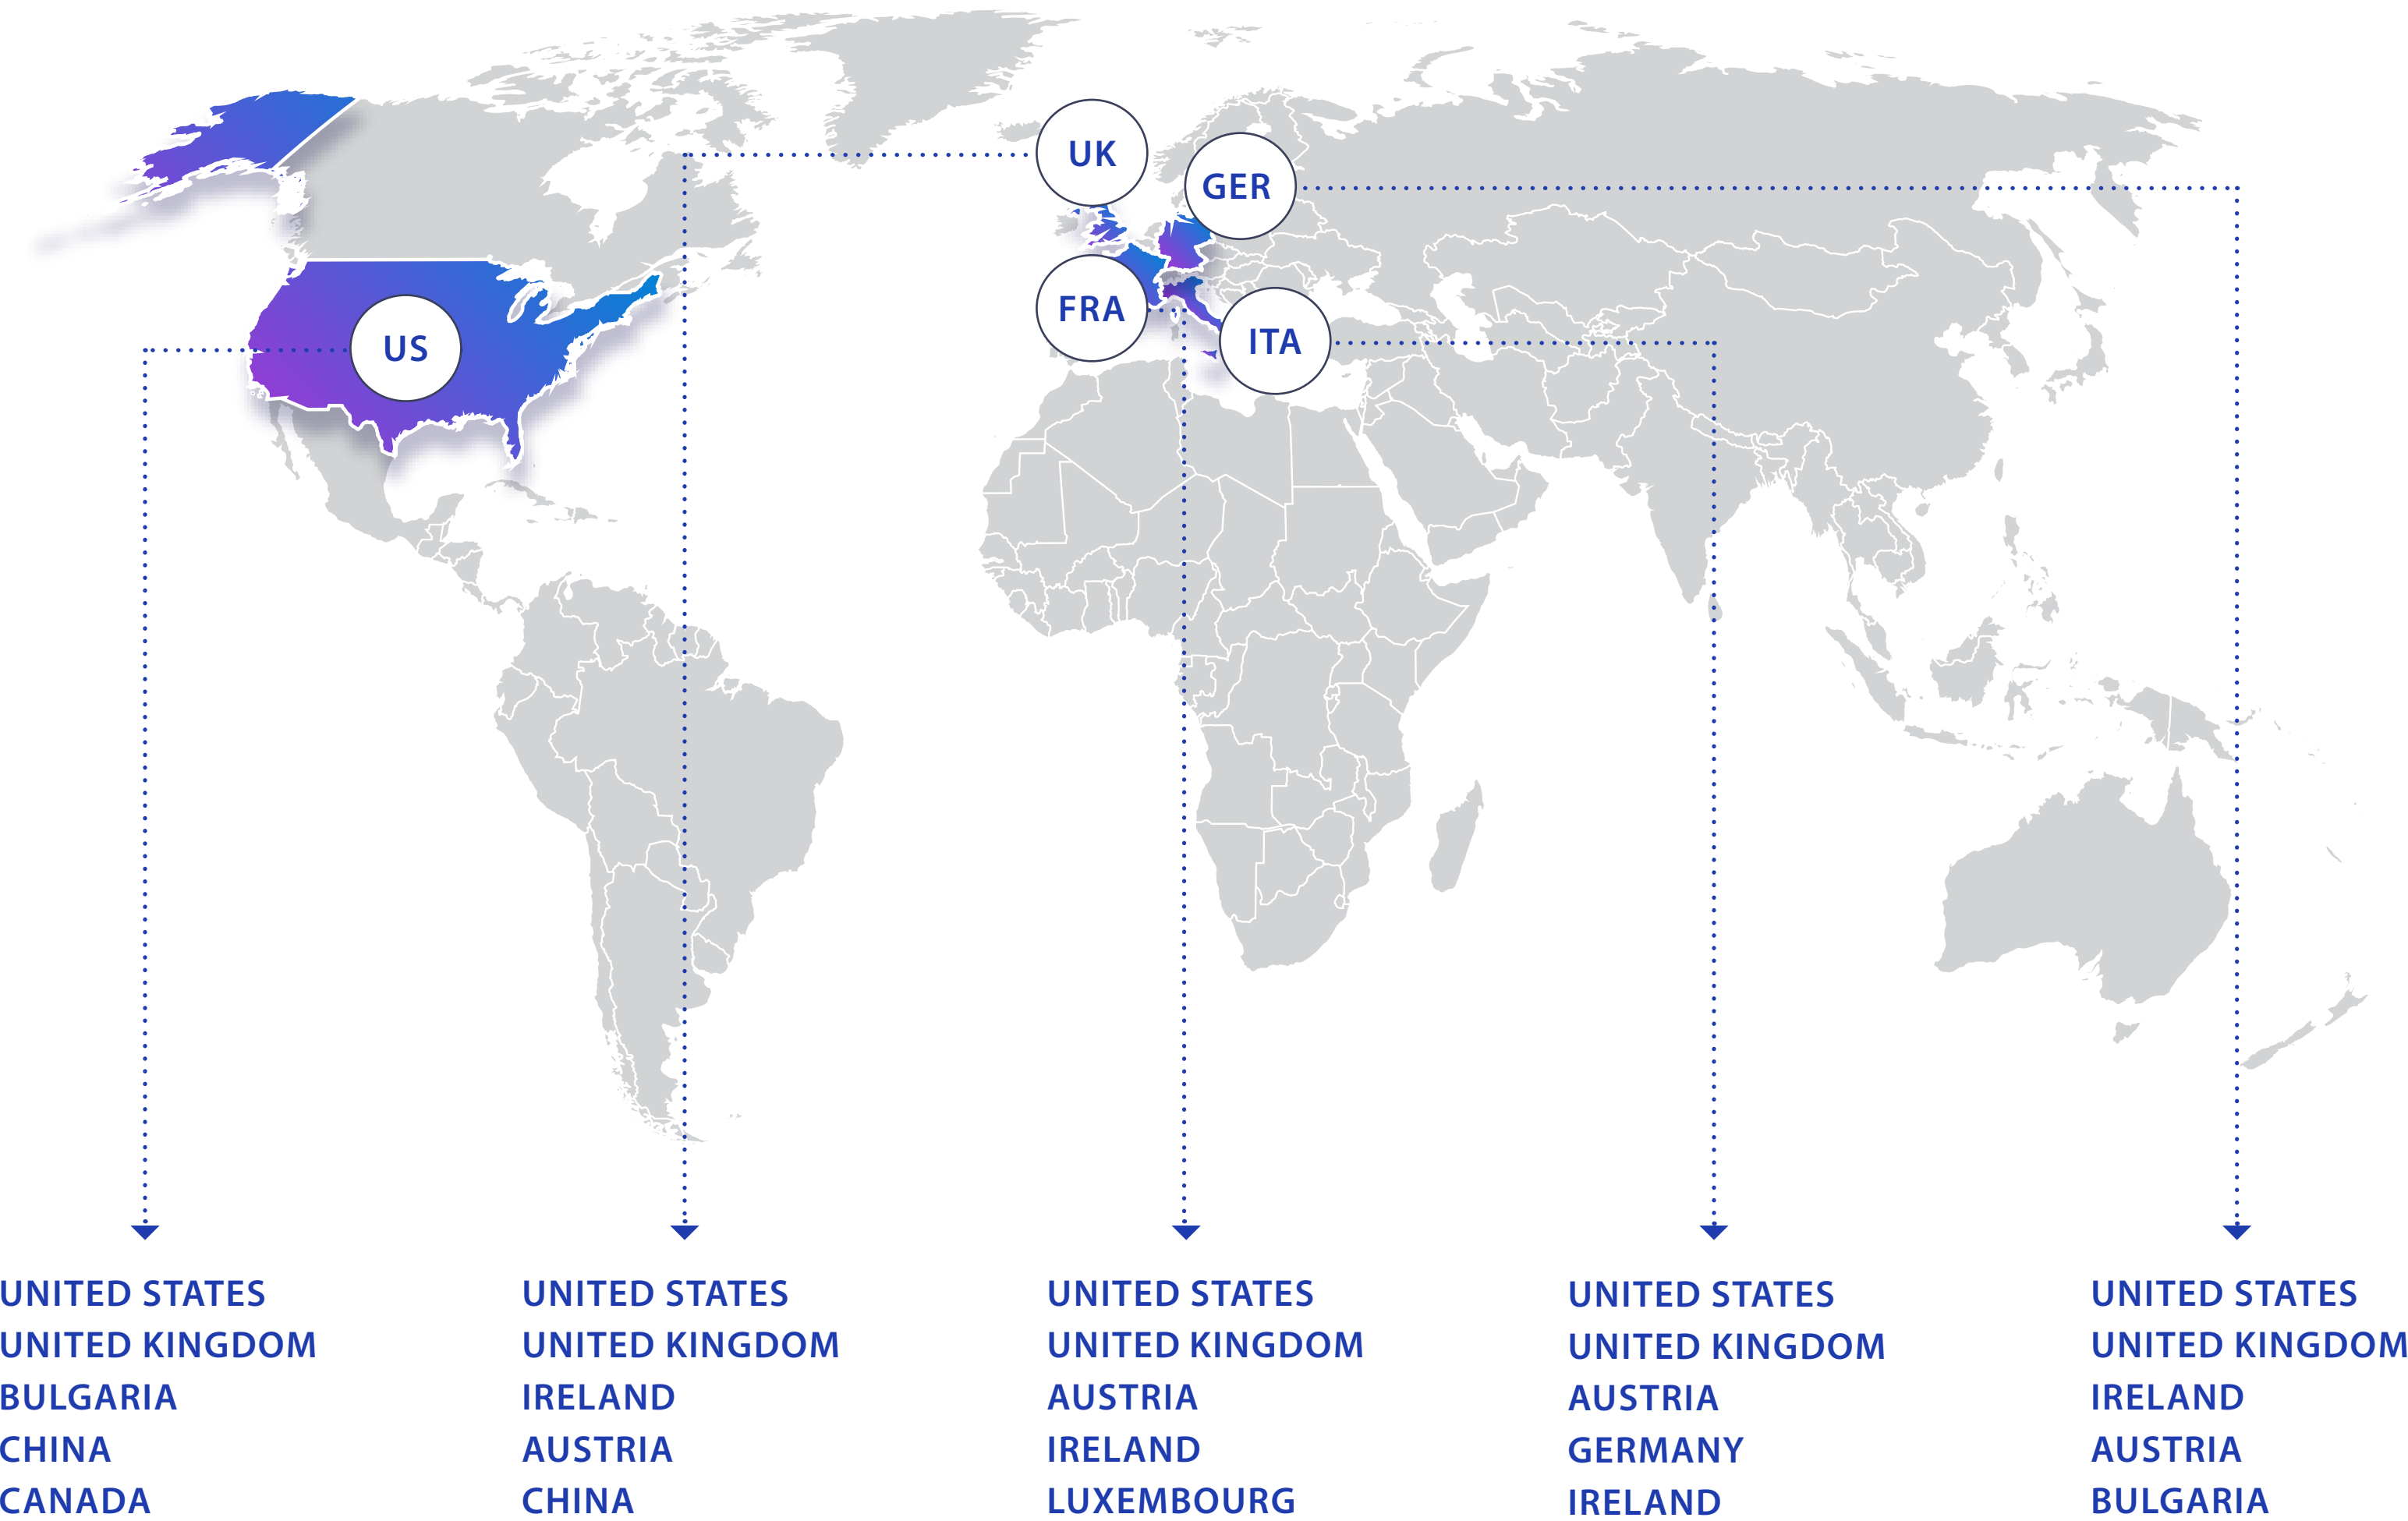 UK
GER
FRA
ITA
US
UNITED STATES
UNITED KINGDOM
BULGARIA
CHINA
CANADA
UNITED STATES
UNITED KINGDOM
IRELAND
AUSTRIA
CHINA
UNITED STATES
UNITED KINGDOM
AUSTRIA
IRELAND
LUXEMBOURG
UNITED STATES
UNITED KINGDOM
AUSTRIA
GERMANY
IRELAND
UNITED STATES
UNITED KINGDOM
IRELAND
AUSTRIA
BULGARIA